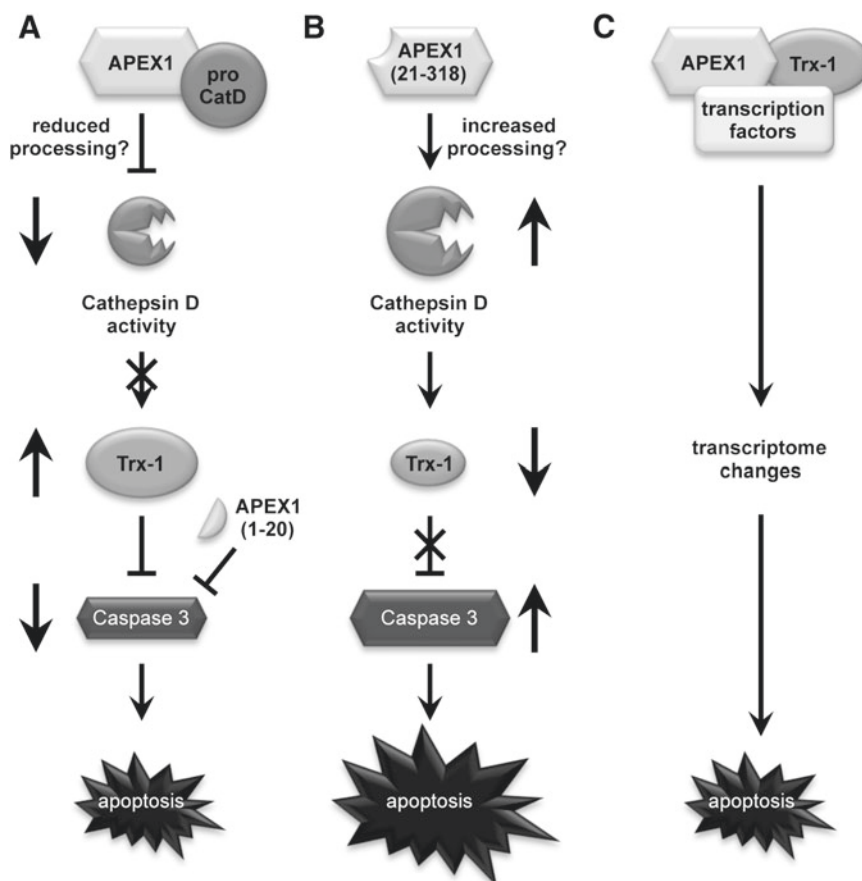 A
APEX1
pro
CatD
reduced
processing?
Cathepsin D
activity
Trx-1
APEX1
(1-20)
Caspase 3
apoptosis
B
APEX1
(21-318)
increased
processing?
Cathepsin D
activity
Trx-1
Caspase 3
apoptosis
C
APEX1
Trx-1
transcription
factors
transcriptome
changes
apoptosis